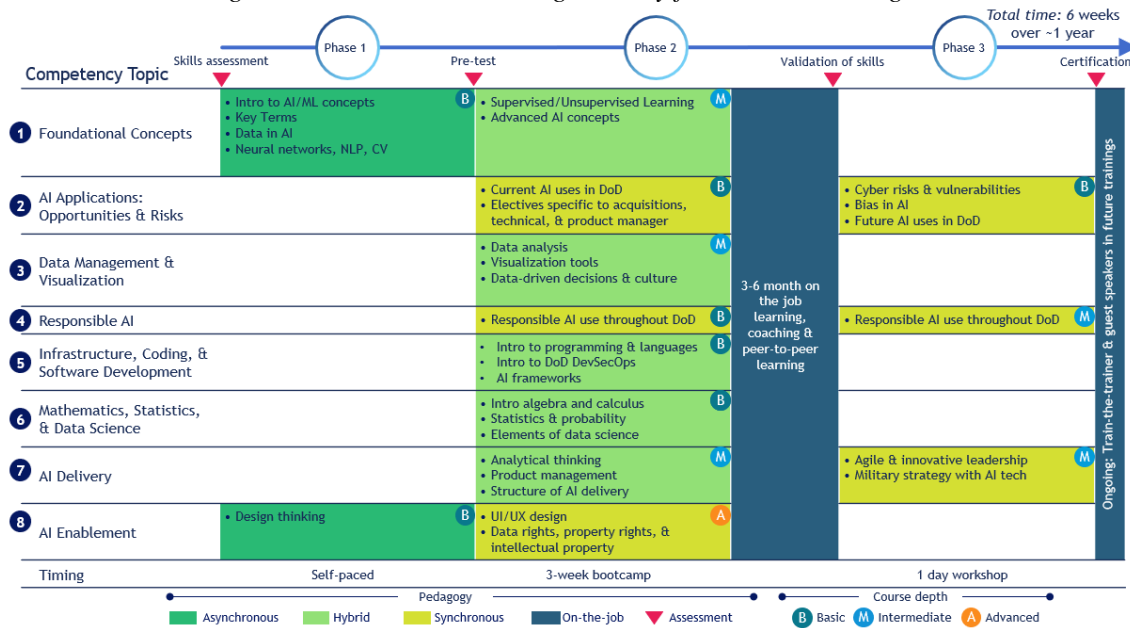 Total time: 6 weeks
over ~1 year
Phase 1
Phase 2
Phase 3
Skills assessment
Pre-test
Validation of skills
Certification
Competency Topic
1
Foundational Concepts
• Intro to AI/ML concepts
• Key Terms
• Data in AI
• Neural networks, NLP, CV
B
• Supervised/Unsupervised Learning
• Advanced AI concepts
M
2
AI Applications:
Opportunities & Risks
• Current AI uses in DoD
• Electives specific to acquisitions,
technical, & product manager
B
• Cyber risks & vulnerabilities
• Bias in AI
• Future AI uses in DoD
B
3
Data Management &
Visualization
• Data analysis
• Visualization tools
• Data-driven decisions & culture
M
4
Responsible AI
• Responsible AI use throughout DoD
B
• Responsible AI use throughout DoD
M
5
Infrastructure, Coding, &
Software Development
• Intro to programming & languages
• Intro to DoD DevSecOps
• AI frameworks
B
6
Mathematics, Statistics,
& Data Science
• Intro algebra and calculus
• Statistics & probability
• Elements of data science
B
7
AI Delivery
• Analytical thinking
• Product management
• Structure of AI delivery
M
• Agile & innovative leadership
• Military strategy with AI tech
M
8
AI Enablement
• Design thinking
B
• UI/UX design
• Data rights, property rights, &
intellectual property
A
3-6 month on
the job
learning,
coaching &
peer-to-peer
learning
Ongoing: Train-the-trainer & guest speakers in future trainings
Timing
Self-paced
3-week bootcamp
1 day workshop
Pedagogy
Course depth
Asynchronous
Hybrid
Synchronous
On-the-job
Assessment
B Basic
M Intermediate
A Advanced